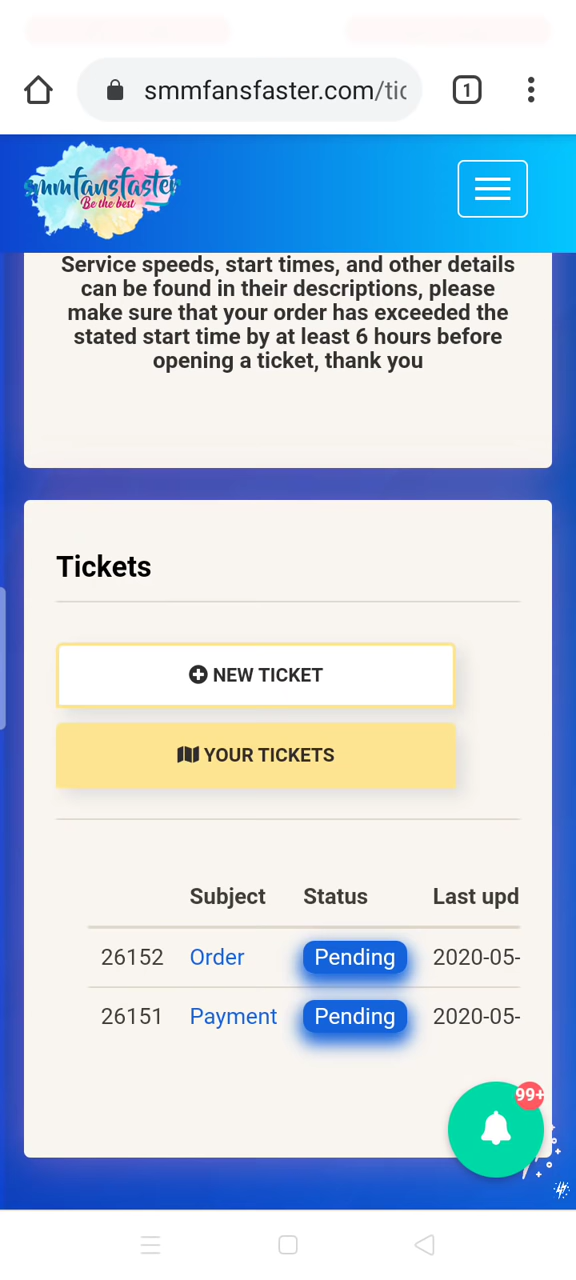 smmfansfaster.com/tic
1
smmfansfaster
Be the best
Service speeds, start times, and other details
can be found in their descriptions, please
make sure that your order has exceeded the
stated start time by at least 6 hours before
opening a ticket, thank you
Tickets
NEW TICKET
YOUR TICKETS
Subject Status Last upd
26152 Order Pending 2020-05-
26151 Payment Pending 2020-05-
99+